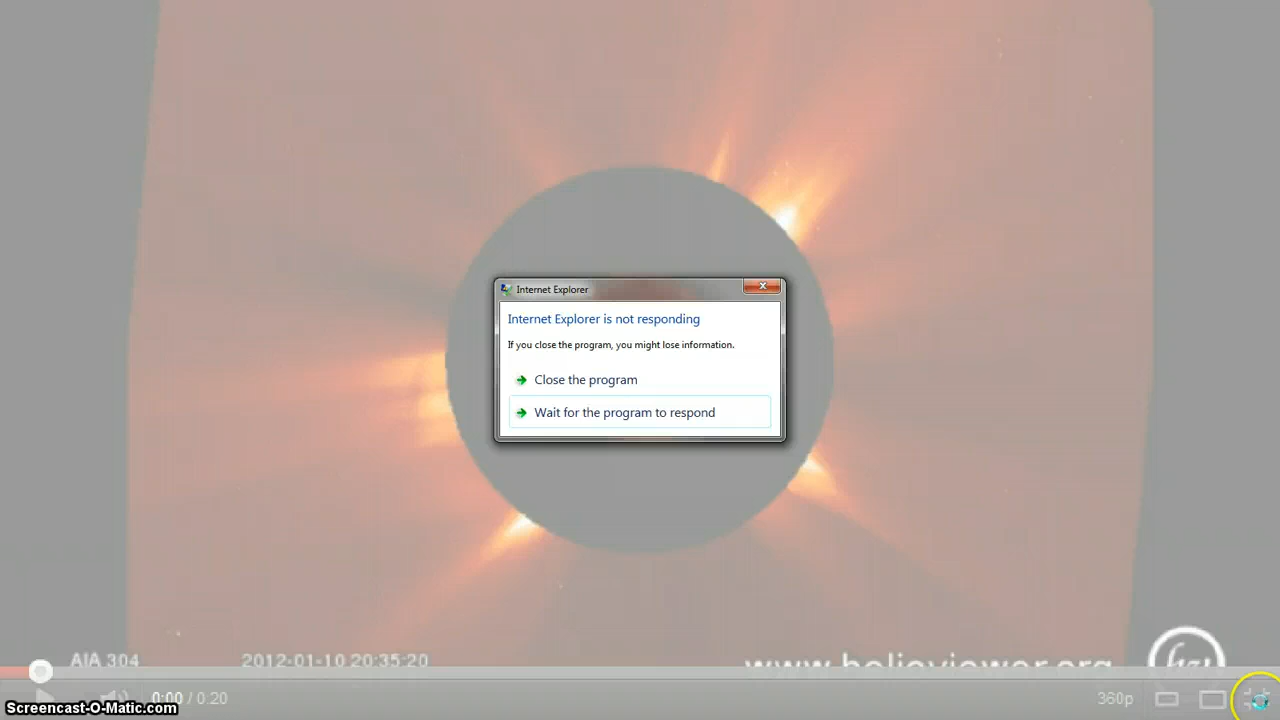 Internet Explorer
Internet Explorer is not responding
If you close the program, you might lose information.
Close the program
Wait for the program to respond
AIA 304
2012-01-10 20:35:20
www.helioviewer.org
hv
0:00 / 0:20
360p
Screencast-O-Matic.com